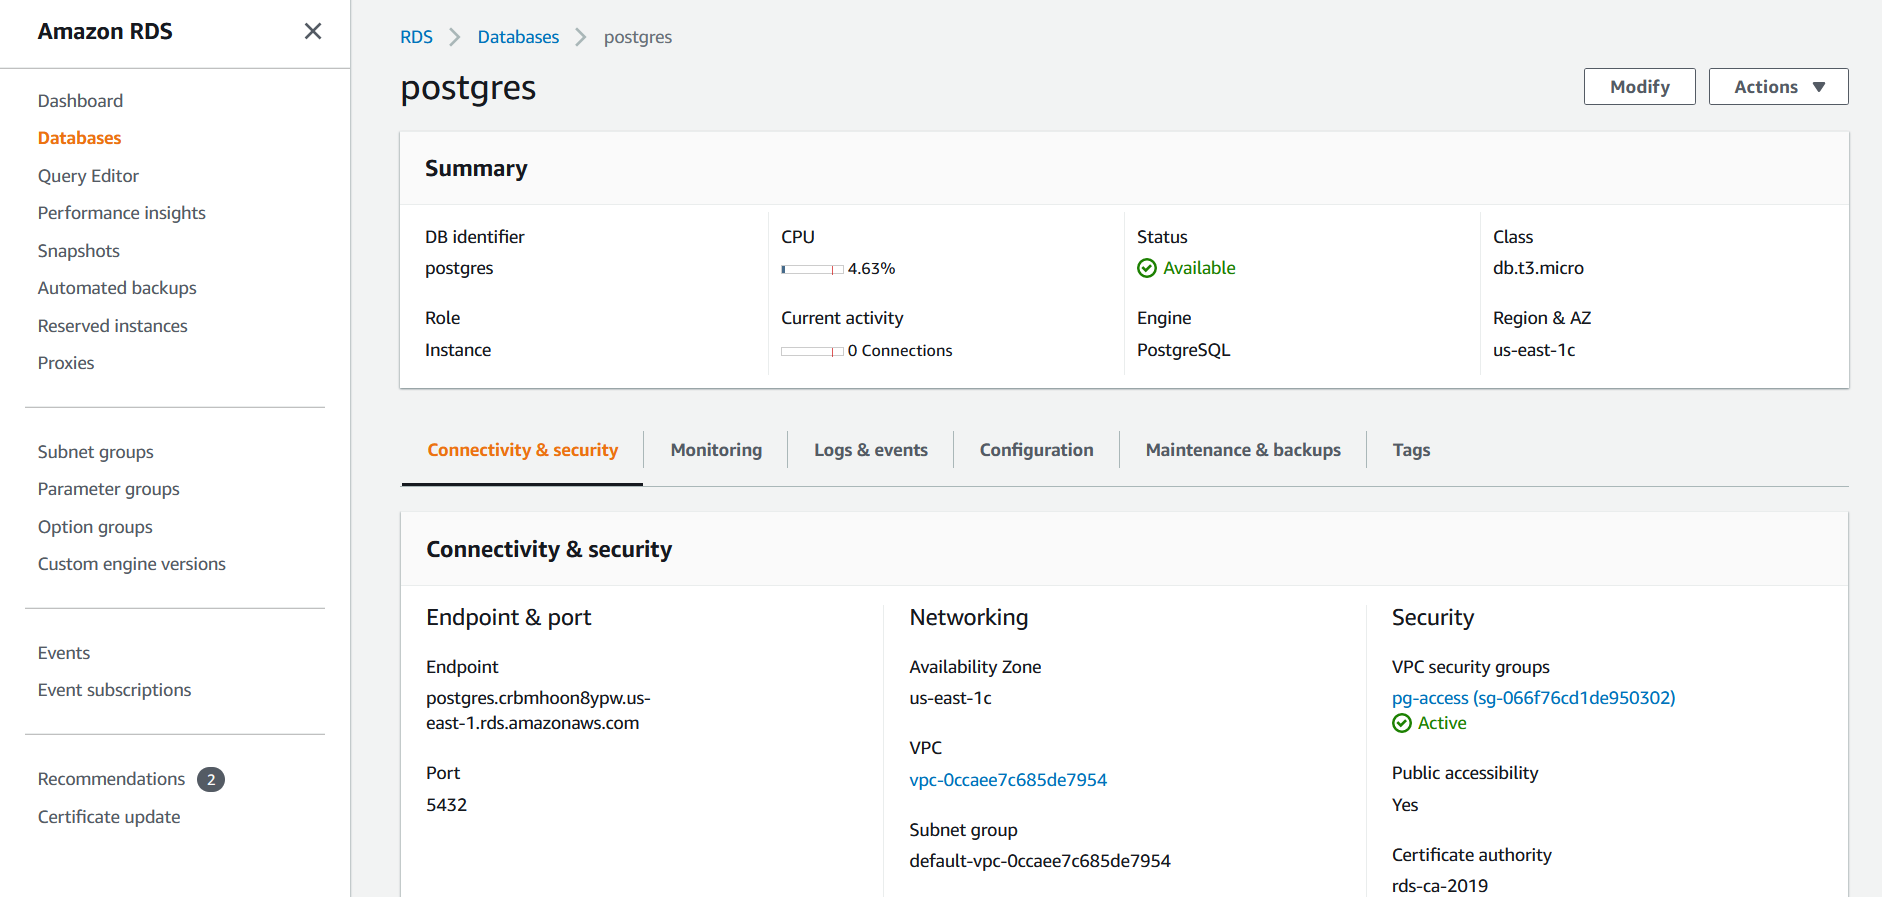 Amazon RDS
Dashboard
Databases
Query Editor
Performance insights
Snapshots
Automated backups
Reserved instances
Proxies
Subnet groups
Parameter groups
Option groups
Custom engine versions
Events
Event subscriptions
Recommendations 2
Certificate update
RDS > Databases > postgres
postgres
Modify
Actions
Summary
DB identifier
postgres
CPU
4.63%
Status
Available
Class
db.t3.micro
Role
Instance
Current activity
0 Connections
Engine
PostgreSQL
Region & AZ
us-east-1c
Connectivity & security
Monitoring
Logs & events
Configuration
Maintenance & backups
Tags
Connectivity & security
Endpoint & port
Endpoint
postgres.crbmhoon8ypw.us-
east-1.rds.amazonaws.com
Port
5432
Networking
Availability Zone
us-east-1c
VPC
vpc-0ccaee7c685de7954
Subnet group
default-vpc-0ccaee7c685de7954
Security
VPC security groups
pg-access (sg-066f76cd1de950302)
Active
Public accessibility
Yes
Certificate authority
rds-ca-2019